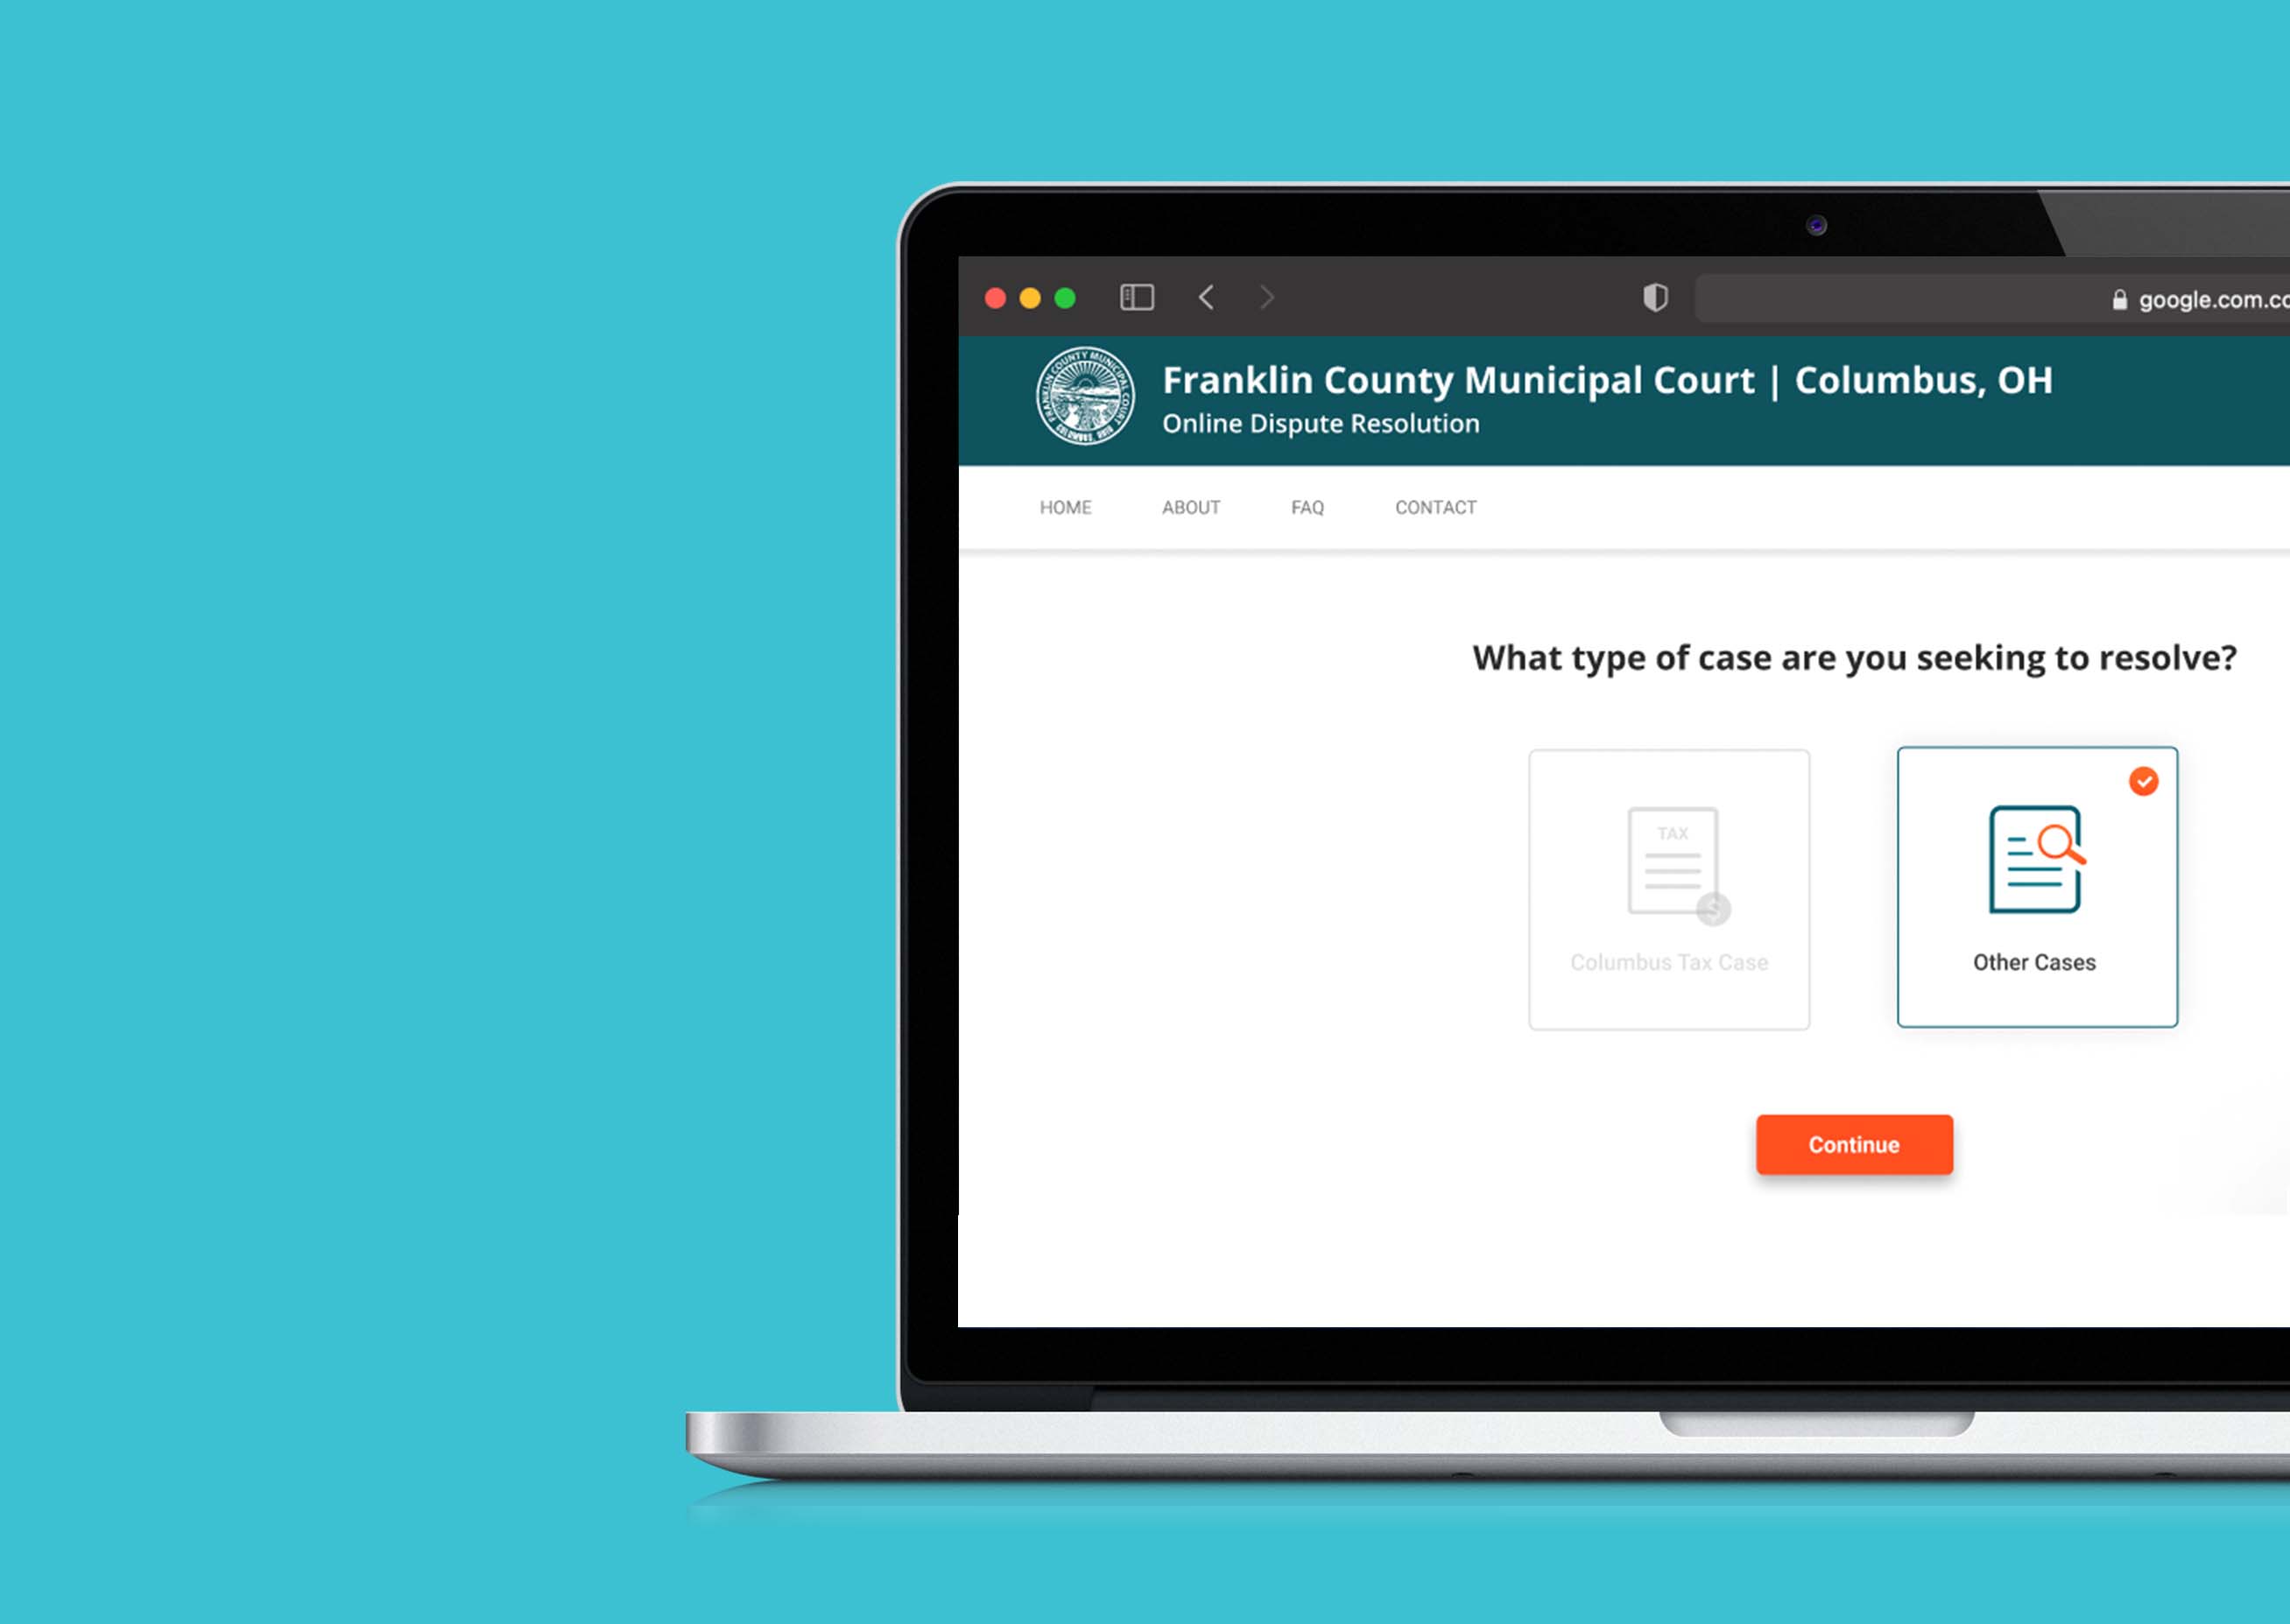 google.com.co
FRANKLIN COUNTY MUNICIPAL COURT
COLUMBUS, OHIO
Franklin County Municipal Court | Columbus, OH
Online Dispute Resolution
HOME ABOUT FAQ CONTACT
What type of case are you seeking to resolve?
TAX
$
Columbus Tax Case
Other Cases
Continue